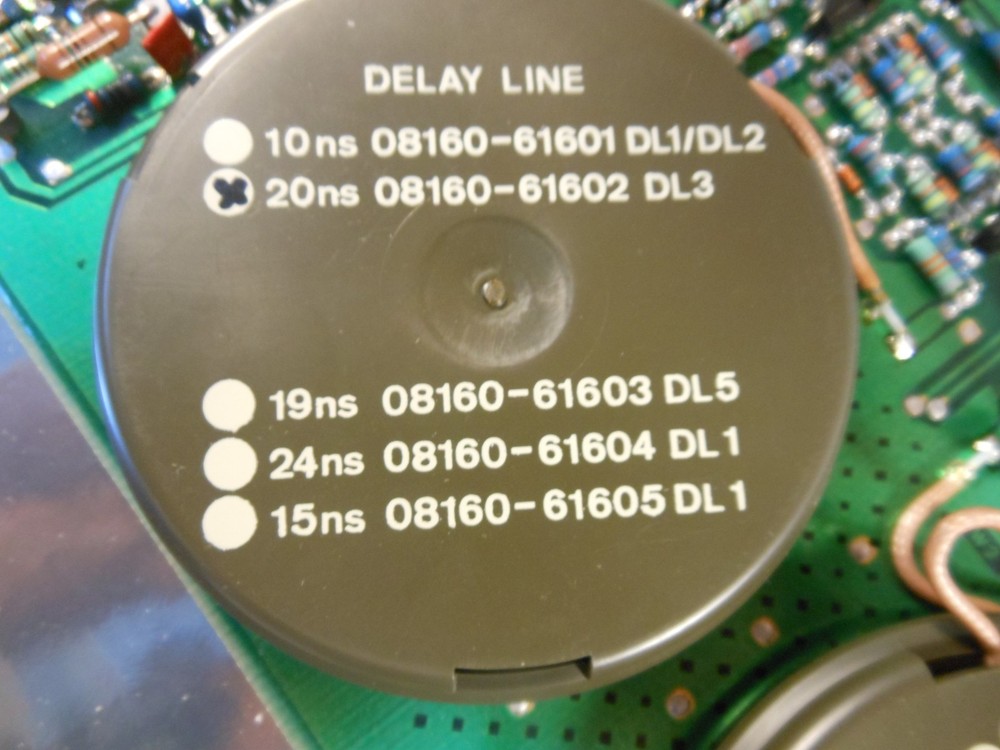 DELAY LINE
10ns 08160-61601 DL1/DL2
20ns 08160-61602 DL3
19ns 08160-61603 DL5
24ns 08160-61604 DL1
15ns 08160-61605 DL1